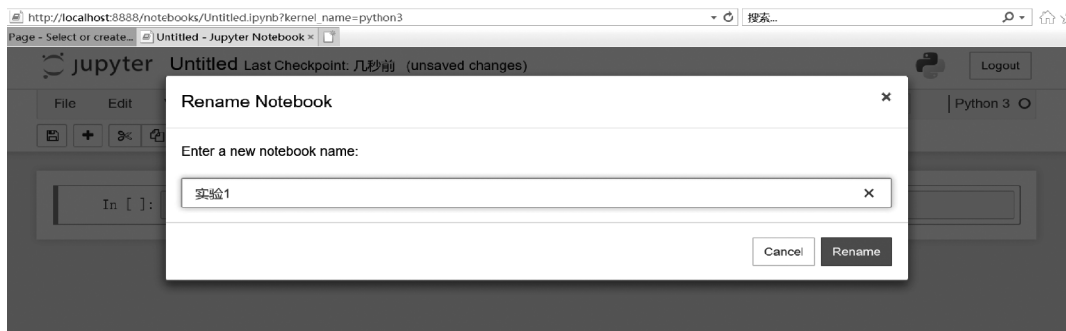 http://localhost:8888/notebooks/Untitled.ipynb?kernel_name=python3 搜索...
Page - Select or create... Untitled - Jupyter Notebook ×
jupyter Untitled Last Checkpoint: 几秒前 (unsaved changes) Logout
Rename Notebook ×
File Edit Python 3
Enter a new notebook name:
实验1 ×
In [ ]:
Cancel Rename